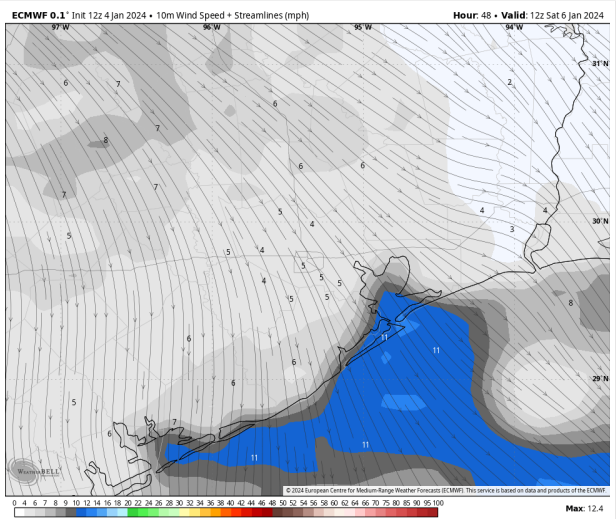 ECMWF 0.1° Init 12z 4 Jan 2024 • 10m Wind Speed + Streamlines (mph)
Hour: 48 • Valid: 12z Sat 6 Jan 2024
97°W 96°W 95°W 94°W
31°N
2
6 7
6
7
8
6 6
7 7
5 4 4
4 3
30°N
5
5 4
5
4 5 5
5 5
8
11
6
11
29°N
6
6
5
7
6
11
11
WeatherBELL
© 2024 European Centre for Medium-Range Weather Forecasts (ECMWF). This service is based on data and products of the ECMWF.
0 4 6 7 8 9 10 12 14 16 18 20 22 24 26 28 30 32 34 36 38 40 42 44 46 48 50 52 54 56 58 60 62 64 66 70 75 80 85 90 95 100
Max: 12.4